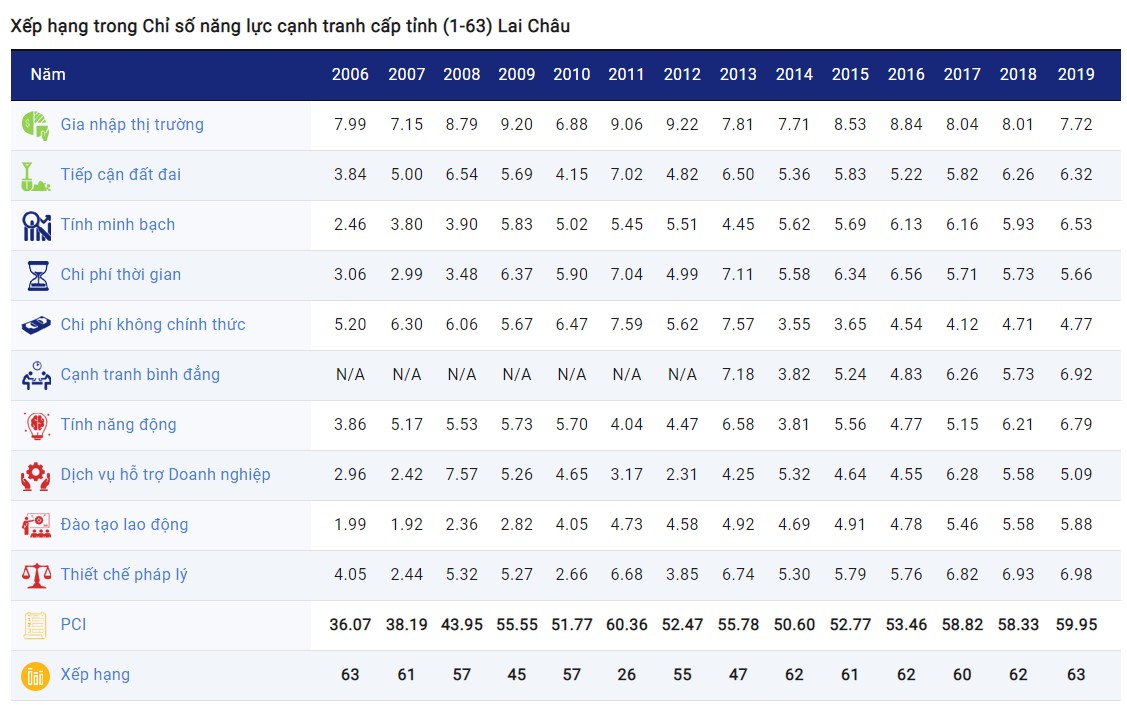 Xếp hạng trong Chỉ số năng lực cạnh tranh cấp tỉnh (1-63) Lai Châu
Năm 2006 2007 2008 2009 2010 2011 2012 2013 2014 2015 2016 2017 2018 2019
Gia nhập thị trường 7.99 7.15 8.79 9.20 6.88 9.06 9.22 7.81 7.71 8.53 8.84 8.04 8.01 7.72
Tiếp cận đất đai 3.84 5.00 6.54 5.69 4.15 7.02 4.82 6.50 5.36 5.83 5.22 5.82 6.26 6.32
Tính minh bạch 2.46 3.80 3.90 5.83 5.02 5.45 5.51 4.45 5.62 5.69 6.13 6.16 5.93 6.53
Chi phí thời gian 3.06 2.99 3.48 6.37 5.90 7.04 4.99 7.11 5.58 6.34 6.56 5.71 5.73 5.66
Chi phí không chính thức 5.20 6.30 6.06 5.67 6.47 7.59 5.62 7.57 3.55 3.65 4.54 4.12 4.71 4.77
Cạnh tranh bình đẳng N/A N/A N/A N/A N/A N/A N/A 7.18 3.82 5.24 4.83 6.26 5.73 6.92
Tính năng động 3.86 5.17 5.53 5.73 5.70 4.04 4.47 6.58 3.81 5.56 4.77 5.15 6.21 6.79
Dịch vụ hỗ trợ Doanh nghiệp 2.96 2.42 7.57 5.26 4.65 3.17 2.31 4.25 5.32 4.64 4.55 6.28 5.58 5.09
Đào tạo lao động 1.99 1.92 2.36 2.82 4.05 4.73 4.58 4.92 4.69 4.91 4.78 5.46 5.58 5.88
Thiết chế pháp lý 4.05 2.44 5.32 5.27 2.66 6.68 3.85 6.74 5.30 5.79 5.76 6.82 6.93 6.98
PCI 36.07 38.19 43.95 55.55 51.77 60.36 52.47 55.78 50.60 52.77 53.46 58.82 58.33 59.95
Xếp hạng 63 61 57 45 57 26 55 47 62 61 62 60 62 63